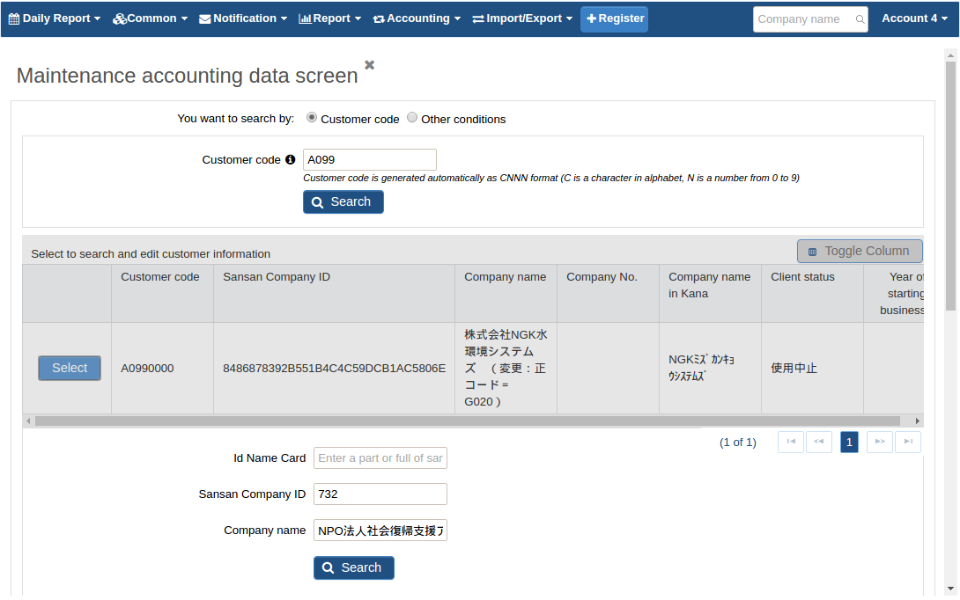 Daily Report Common Notification Report Accounting Import/Export Register Company name Account 4
Maintenance accounting data screen
You want to search by: Customer code Other conditions
Customer code A099
Customer code is generated automatically as CNNN format (C is a character in alphabet, N is a number from 0 to 9)
Search
Select to search and edit customer information Toggle Column
Customer code Sansan Company ID Company name Company No. Company name Client status Year of
in Kana starting
business
株式会社NGK水
環境システム
Select A0990000 8486878392B551B4C4C59DCB1AC5806E ズ （変更：正 NGKﾐｽﾞｶﾝｷｮ 使用中止
コード＝ ｳｼｽﾃﾑｽﾞ
G020 ）
(1 of 1) 1
Id Name Card Enter a part or full of sar
Sansan Company ID 732
Company name NPO法人社会復帰支援ア
Search